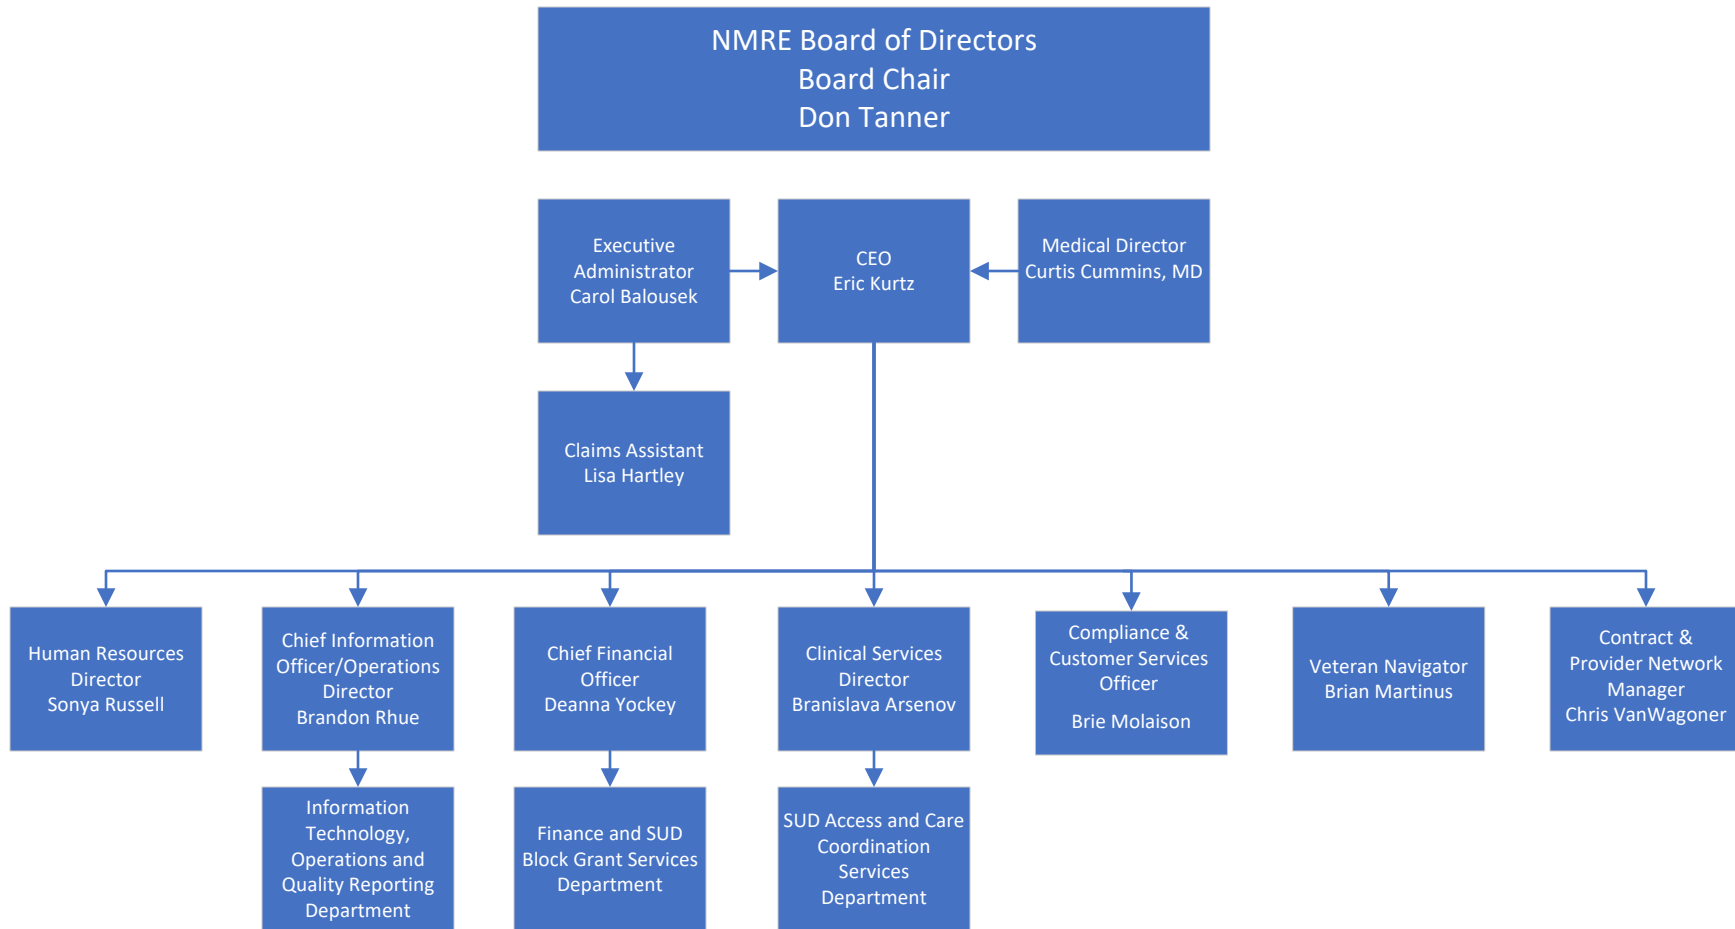 NMRE Board of Directors
Board Chair
Don Tanner
Executive
Administrator
Carol Balousek
CEO
Eric Kurtz
Medical Director
Curtis Cummins, MD
Claims Assistant
Lisa Hartley
Human Resources
Director
Sonya Russell
Chief Information
Officer/Operations
Director
Brandon Rhue
Chief Financial
Officer
Deanna Yockey
Clinical Services
Director
Branislava Arsenov
Compliance &
Customer Services
Officer
Brie Molaison
Veteran Navigator
Brian Martinus
Contract &
Provider Network
Manager
Chris VanWagoner
Information
Technology,
Operations and
Quality Reporting
Department
Finance and SUD
Block Grant Services
Department
SUD Access and Care
Coordination
Services
Department